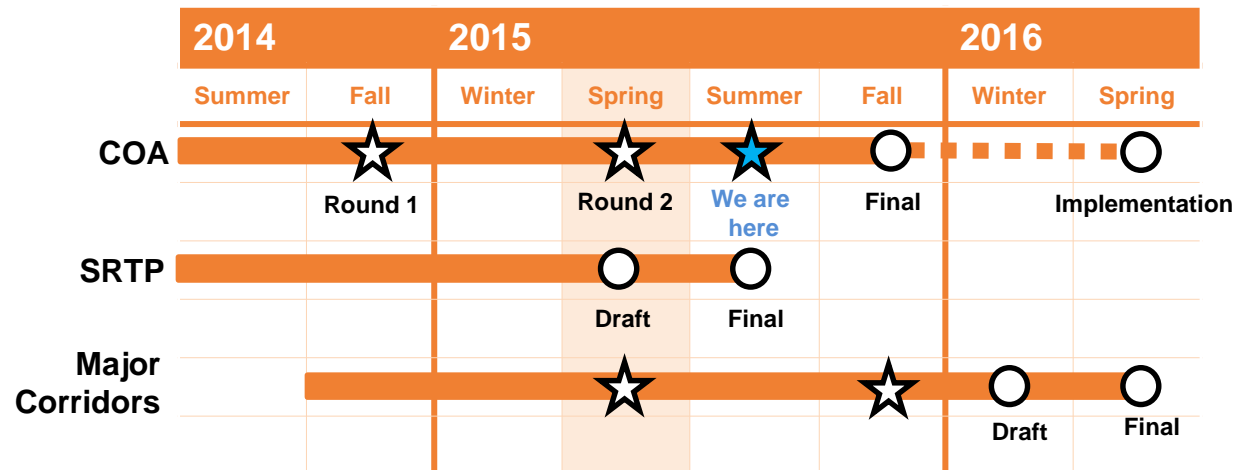 2014 2015 2016
Summer Fall Winter Spring Summer Fall Winter Spring
COA
Round 1 Round 2 We are here Final Implementation
SRTP
Draft Final
Major
Corridors
Draft Final